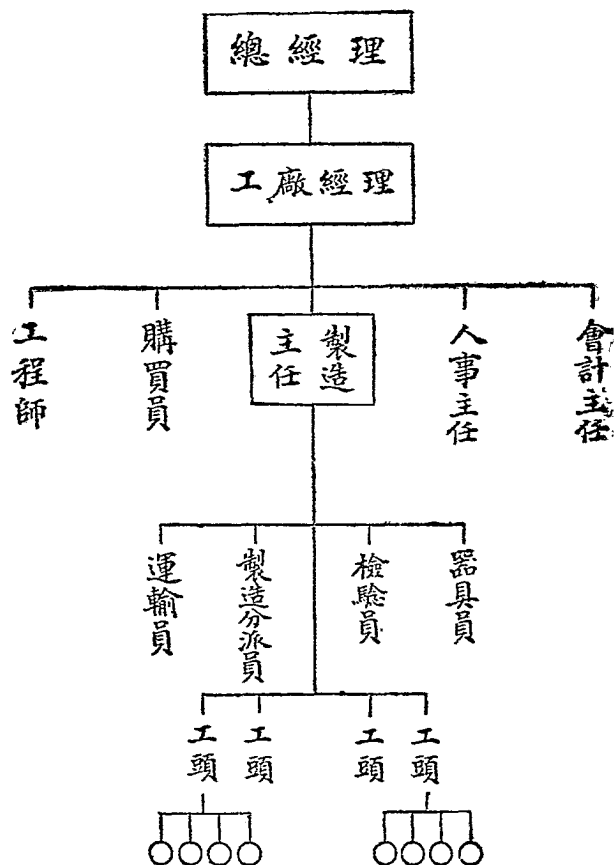 總經理
工廠經理
會計主任
人事主任
製造
主任
購買員
工程師
器具員
檢驗員
製造分派員
運輸員
工頭
工頭
工頭
工頭